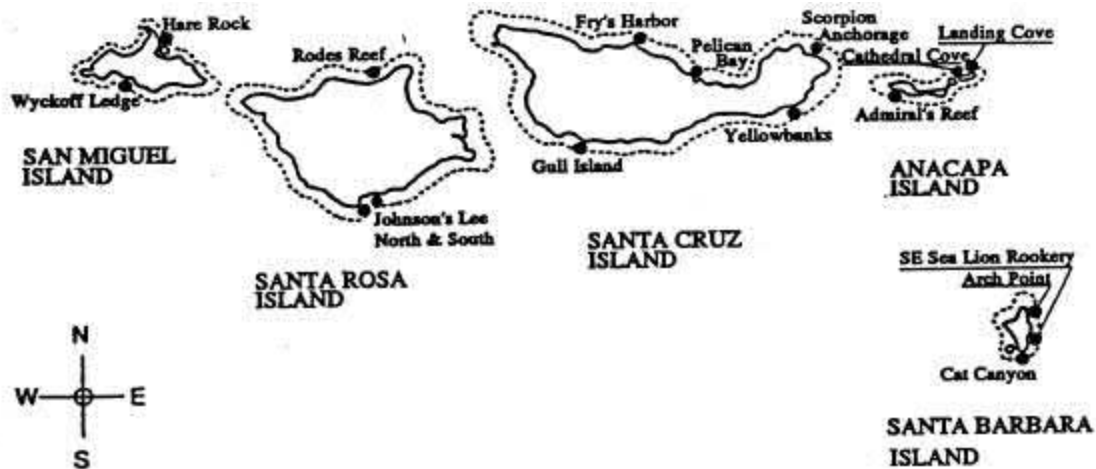 Hare Rock
Wyckoff Ledge
SAN MIGUEL
ISLAND
Rodes Reef
Johnson's Lee
North & South
SANTA ROSA
ISLAND
Fry's Harbor
Pelican
Bay
Scorpion
Anchorage
Yellowbanks
Gull Island
SANTA CRUZ
ISLAND
Landing Cove
Cathedral Cove
Admiral's Reef
ANACAPA
ISLAND
SE Sea Lion Rookery
Arch Point
Cat Canyon
SANTA BARBARA
ISLAND
N
W E
S